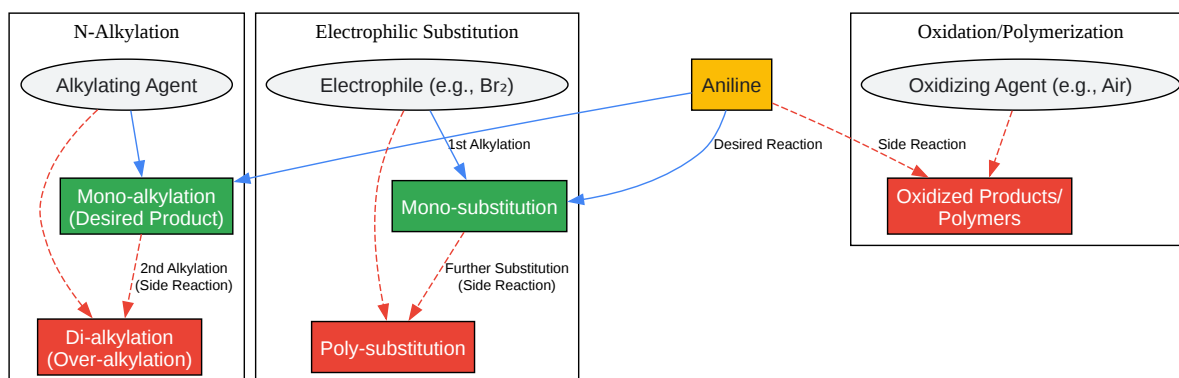 N-Alkylation
Electrophilic Substitution
Oxidation/Polymerization
Alkylating Agent
Electrophile (e.g., Br₂)
Aniline
Oxidizing Agent (e.g., Air)
1st Alkylation
Desired Reaction
Side Reaction
Mono-alkylation
(Desired Product)
Mono-substitution
Oxidized Products/
Polymers
2nd Alkylation
(Side Reaction)
Further Substitution
(Side Reaction)
Di-alkylation
(Over-alkylation)
Poly-substitution